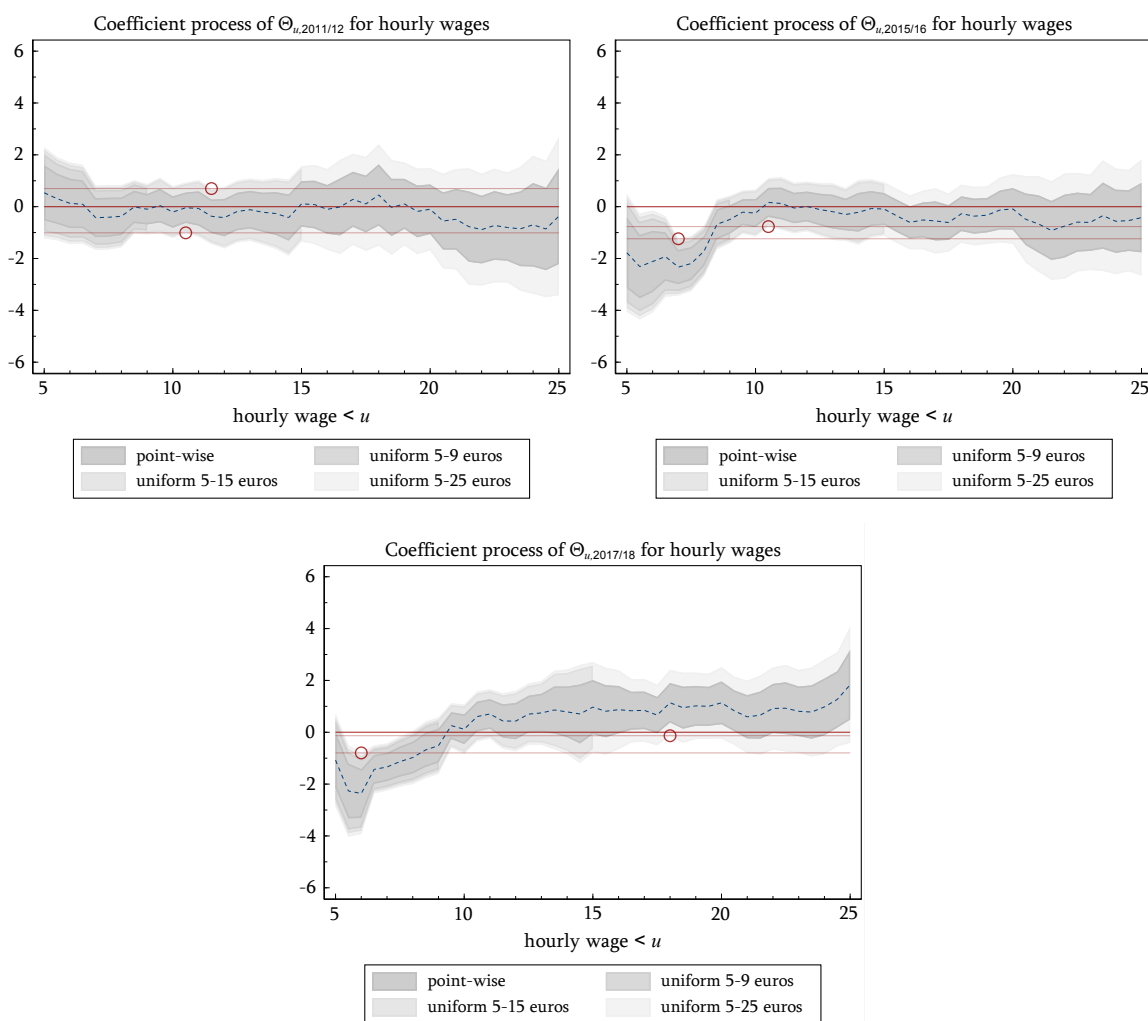 Coefficient process of Θu,2011/12 for hourly wages
6
4
2
0
-2
-4
-6
5 10 15 20 25
hourly wage < u
point-wise uniform 5-9 euros
uniform 5-15 euros uniform 5-25 euros
Coefficient process of Θu,2015/16 for hourly wages
6
4
2
0
-2
-4
-6
5 10 15 20 25
hourly wage < u
point-wise uniform 5-9 euros
uniform 5-15 euros uniform 5-25 euros
Coefficient process of Θu,2017/18 for hourly wages
6
4
2
0
-2
-4
-6
5 10 15 20 25
hourly wage < u
point-wise uniform 5-9 euros
uniform 5-15 euros uniform 5-25 euros